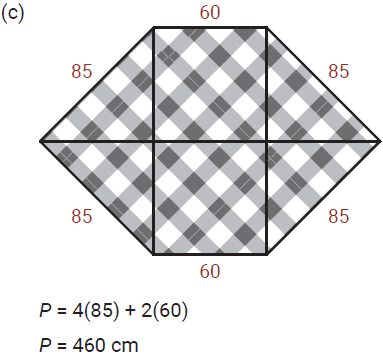 (c)
60
85 85
85 85
60
P = 4(85) + 2(60)
P = 460 cm